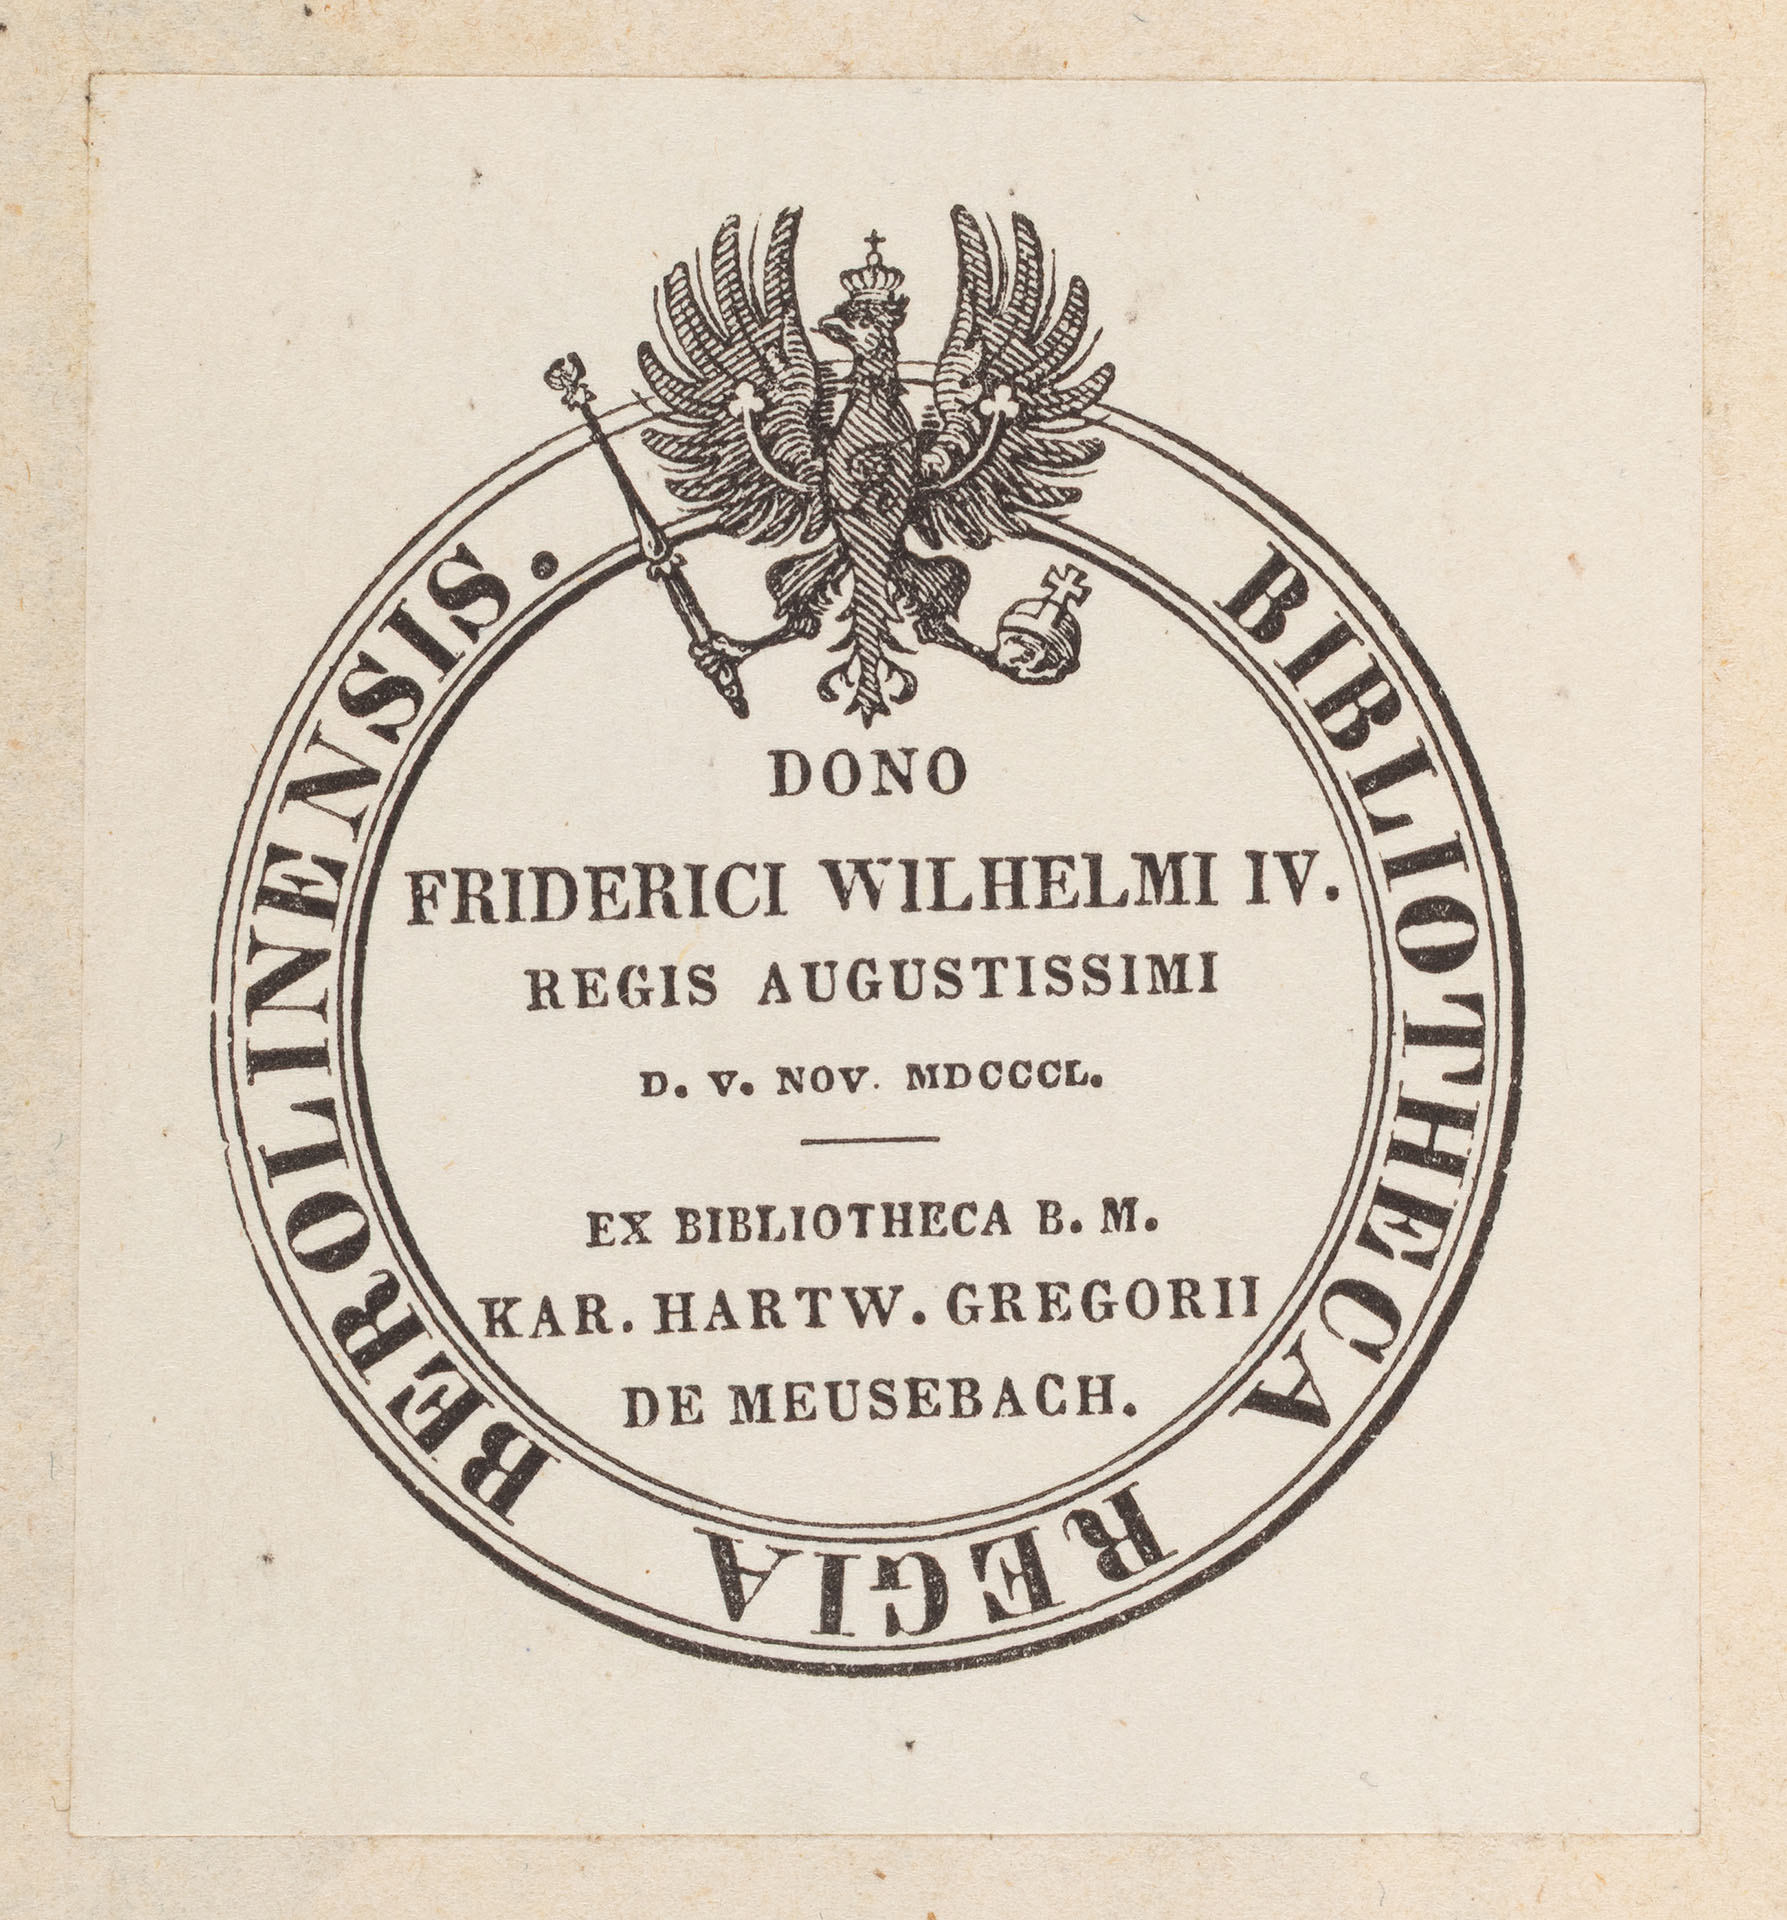 BIBLIOTHECA REGIA BEROLINENSIS.
DONO
FRIDERICI WILHELMI IV.
REGIS AUGUSTISSIMI
D. V. NOV. MDCCCL.
EX BIBLIOTHECA B. M.
KAR. HARTW. GREGORII
DE MEUSEBACH.